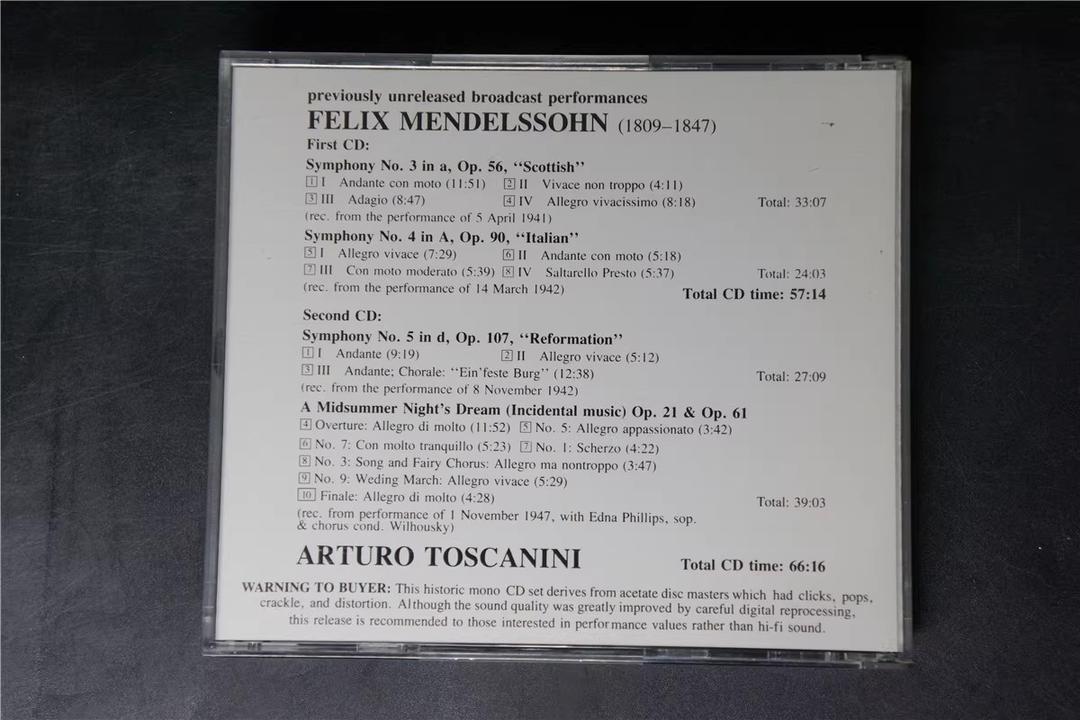 previously unreleased broadcast performances
FELIX MENDELSSOHN (1809–1847)
First CD:
Symphony No. 3 in a, Op. 56, “Scottish”
1 I Andante con moto (11:51) 2 II Vivace non troppo (4:11)
3 III Adagio (8:47) 4 IV Allegro vivacissimo (8:18) Total: 33:07
(rec. from the performance of 5 April 1941)
Symphony No. 4 in A, Op. 90, “Italian”
5 I Allegro vivace (7:29) 6 II Andante con moto (5:18)
7 III Con moto moderato (5:39) 8 IV Saltarello Presto (5:37) Total: 24:03
(rec. from the performance of 14 March 1942) Total CD time: 57:14
Second CD:
Symphony No. 5 in d, Op. 107, “Reformation”
1 I Andante (9:19) 2 II Allegro vivace (5:12)
3 III Andante; Chorale: “Ein’feste Burg” (12:38) Total: 27:09
(rec. from the performance of 8 November 1942)
A Midsummer Night’s Dream (Incidental music) Op. 21 & Op. 61
4 Overture: Allegro di molto (11:52) 5 No. 5: Allegro appassionato (3:42)
6 No. 7: Con molto tranquillo (5:23) 7 No. 1: Scherzo (4:22)
8 No. 3: Song and Fairy Chorus: Allegro ma nontroppo (3:47)
9 No. 9: Weding March: Allegro vivace (5:29)
10 Finale: Allegro di molto (4:28) Total: 39:03
(rec. from performance of 1 November 1947, with Edna Phillips, sop.
& chorus cond. Wilhousky)
ARTURO TOSCANINI Total CD time: 66:16
WARNING TO BUYER: This historic mono CD set derives from acetate disc masters which had clicks, pops,
crackle, and distortion. Although the sound quality was greatly improved by careful digital reprocessing,
this release is recommended to those interested in performance values rather than hi-fi sound.